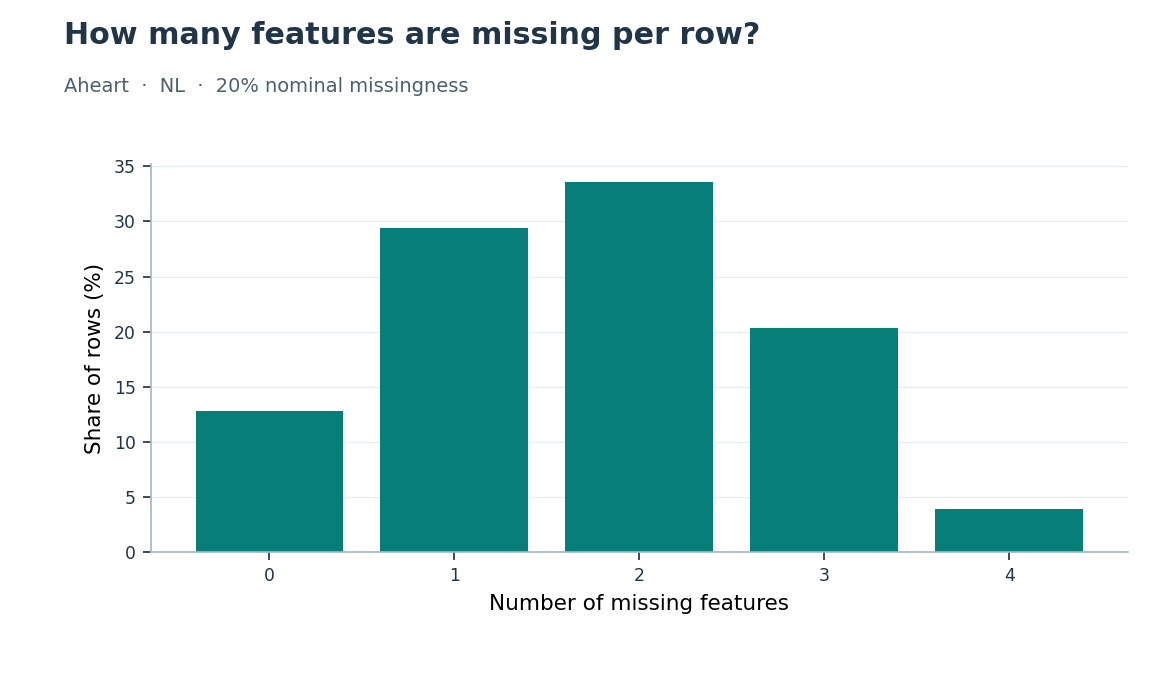 How many features are missing per row?
Aheart · NL · 20% nominal missingness
35
30
25
20
15
10
5
0
Share of rows (%)
0 1 2 3 4
Number of missing features